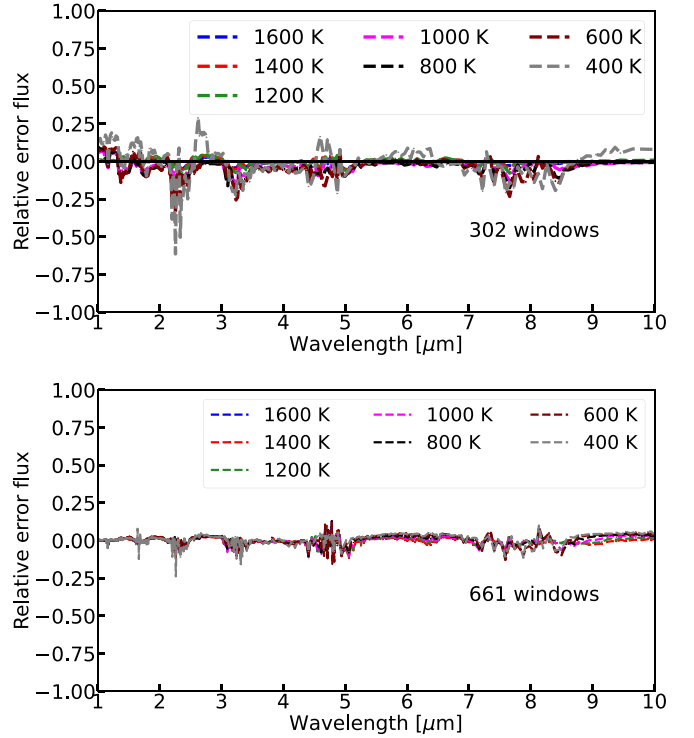 1.00
0.75
0.50
0.25
0.00
−0.25
−0.50
−0.75
−1.00
Relative error flux
1600 K 1000 K 600 K
1400 K 800 K 400 K
1200 K
302 windows
1 2 3 4 5 6 7 8 9 10
Wavelength [μm]
1.00
0.75
0.50
0.25
0.00
−0.25
−0.50
−0.75
−1.00
Relative error flux
1600 K 1000 K 600 K
1400 K 800 K 400 K
1200 K
661 windows
1 2 3 4 5 6 7 8 9 10
Wavelength [μm]